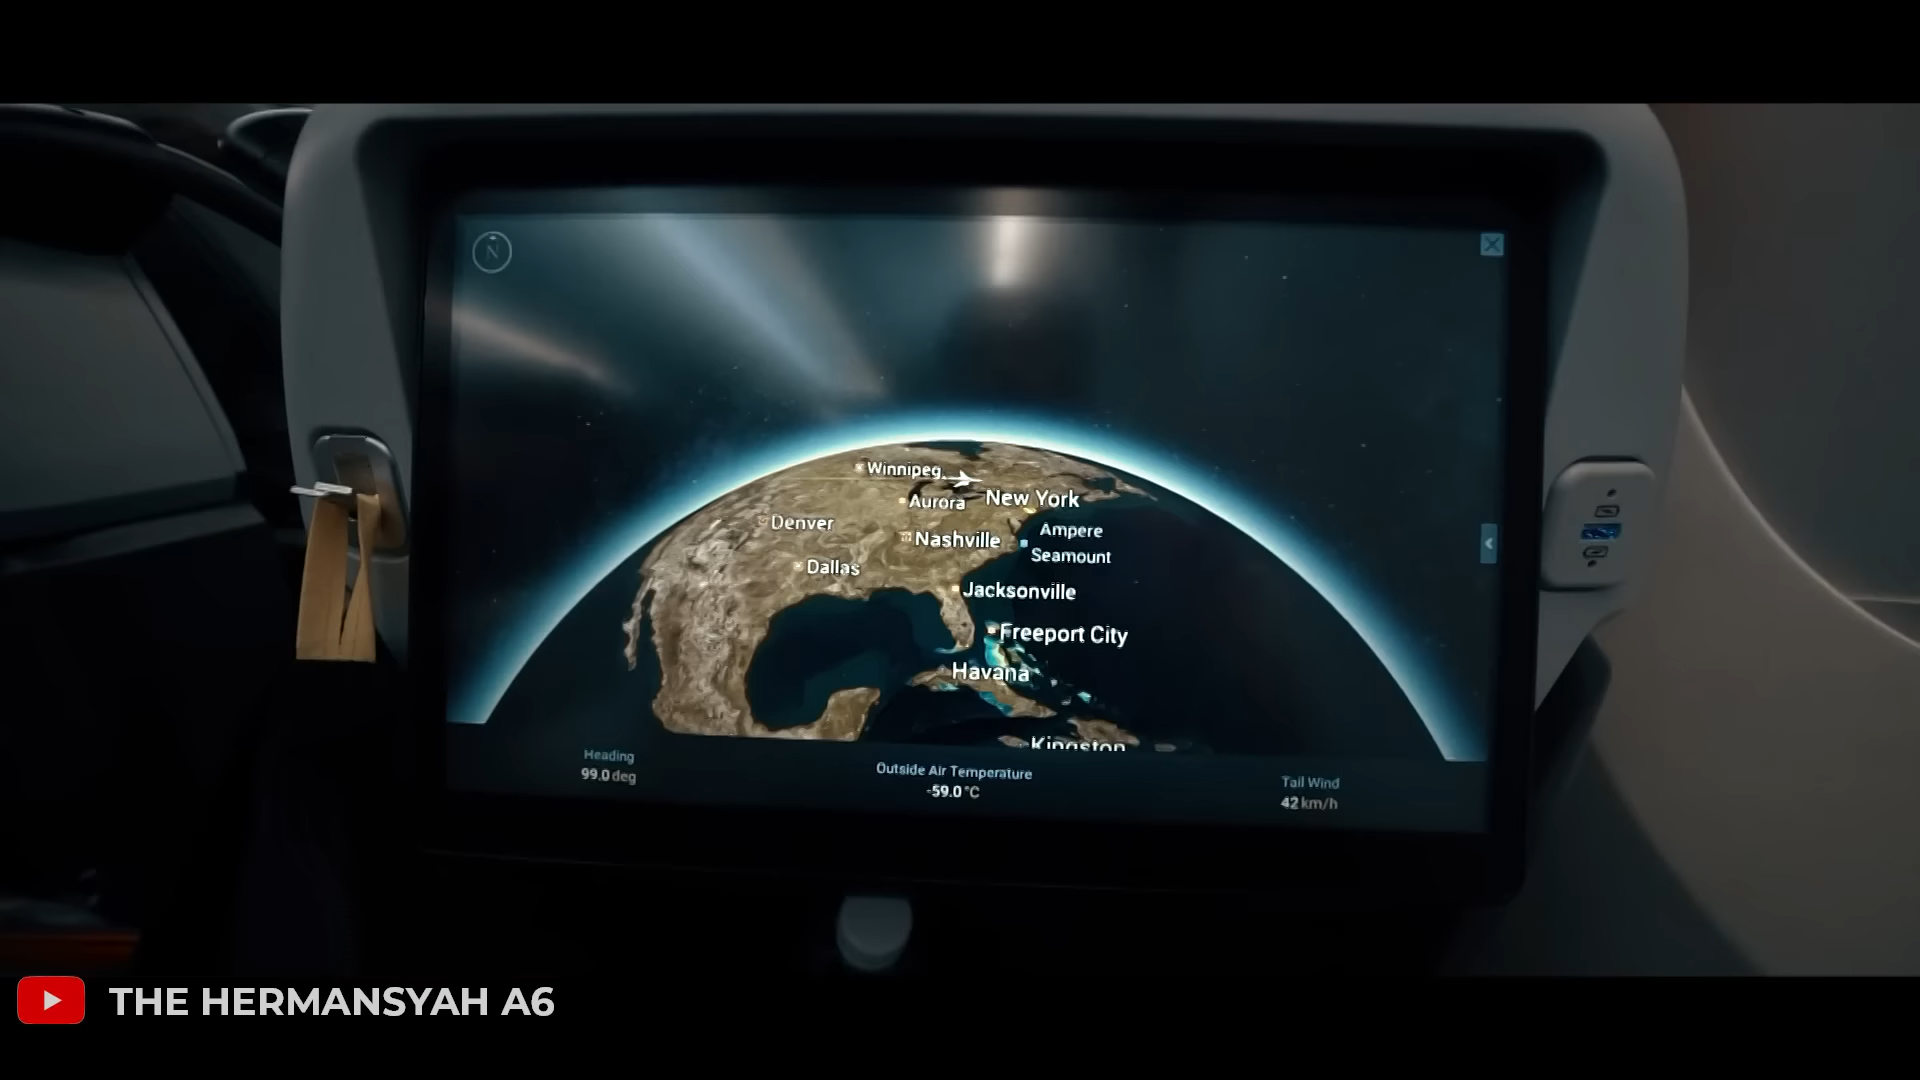 N
Winnipeg
Aurora
New York
Denver
Ampere
Nashville
Seamount
Dallas
Jacksonville
Freeport City
Havana
Kingston
Heading
99.0 deg
Outside Air Temperature
-59.0 °C
Tail Wind
42 km/h
THE HERMANSYAH A6